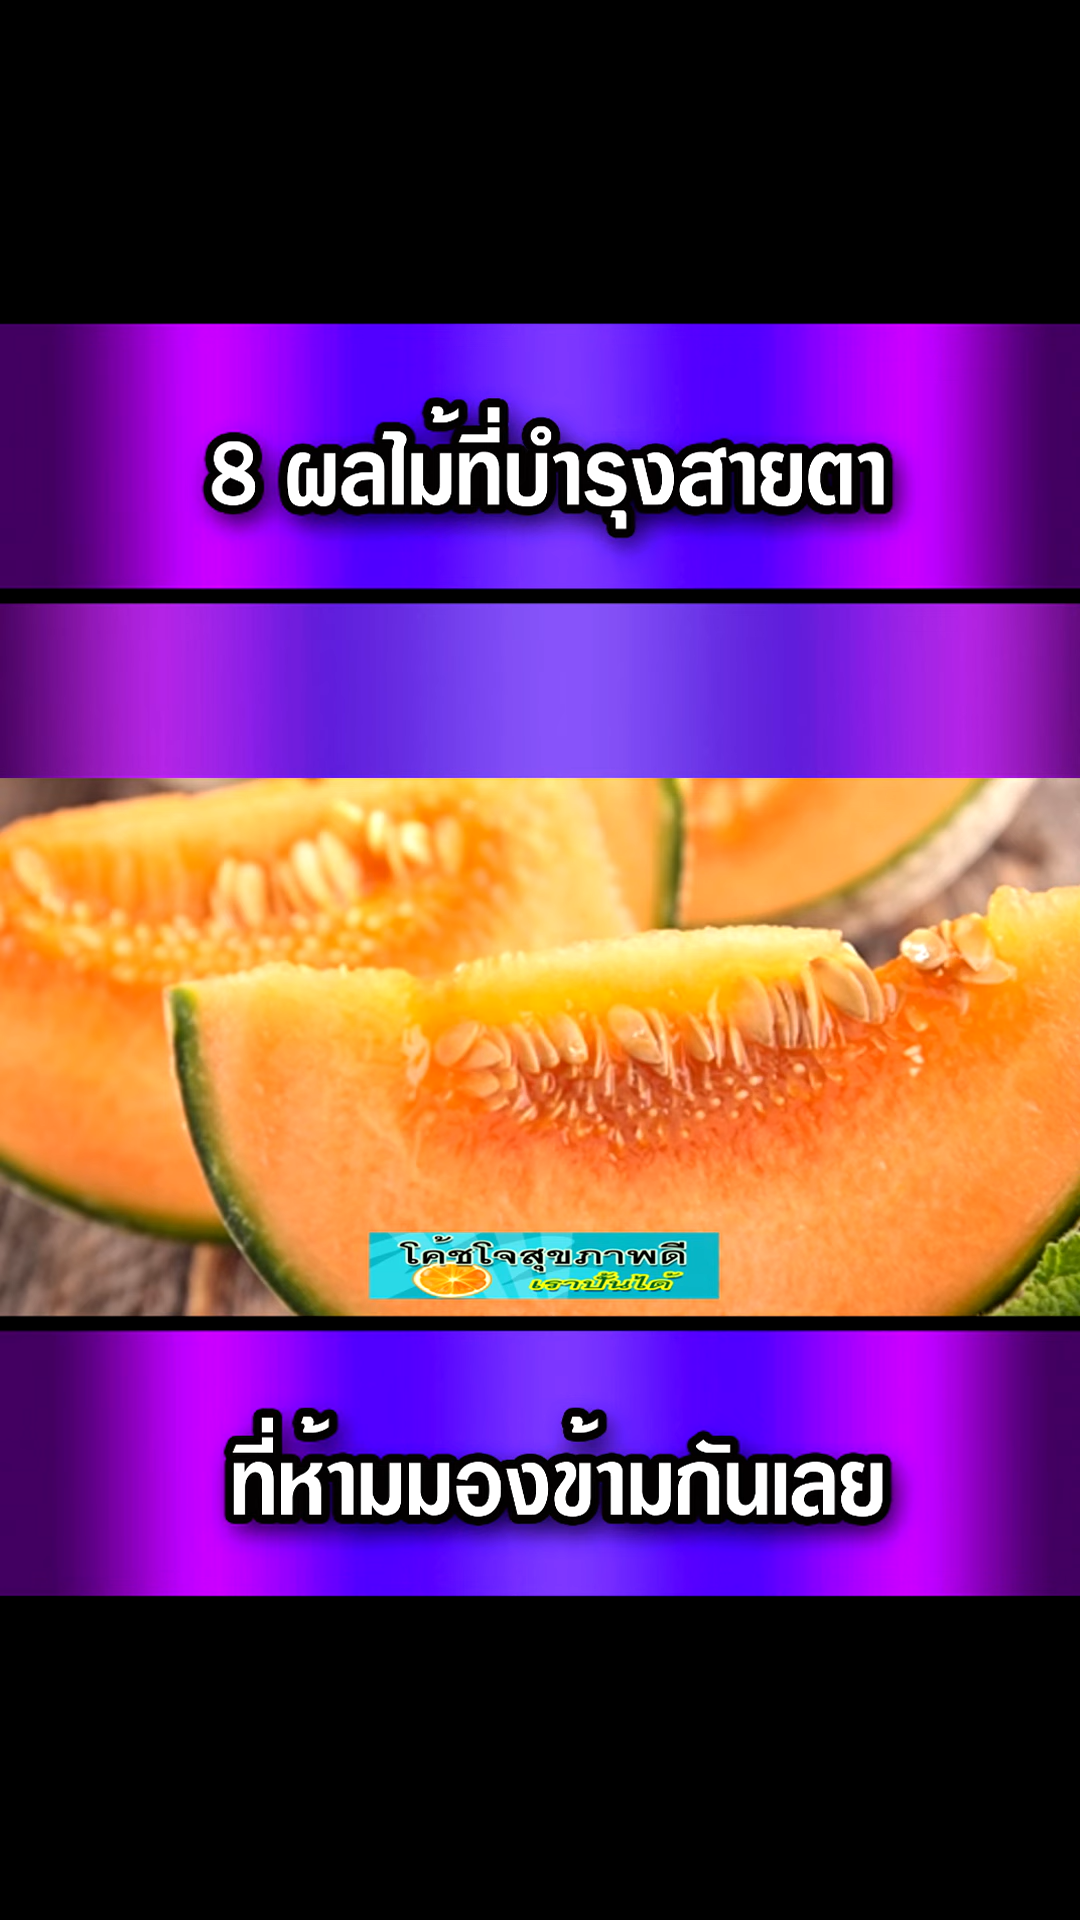 8 ผลไม้ที่บำรุงสายตา
โค้ชโจสุขภาพดี
เราปั้นได้
ที่ห้ามมองข้ามกันเลย